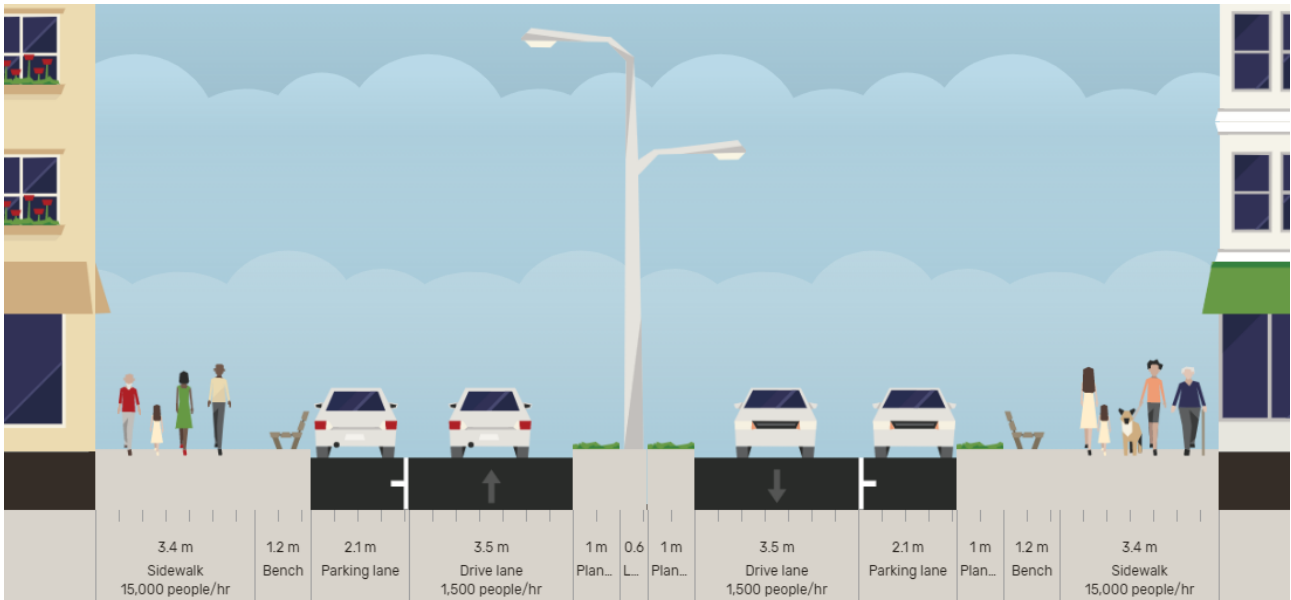 3.4 m
Sidewalk
15,000 people/hr
1.2 m
Bench
2.1 m
Parking lane
3.5 m
Drive lane
1,500 people/hr
1 m
Plan...
0.6
L...
1 m
Plan...
3.5 m
Drive lane
1,500 people/hr
2.1 m
Parking lane
1 m
Plan...
1.2 m
Bench
3.4 m
Sidewalk
15,000 people/hr